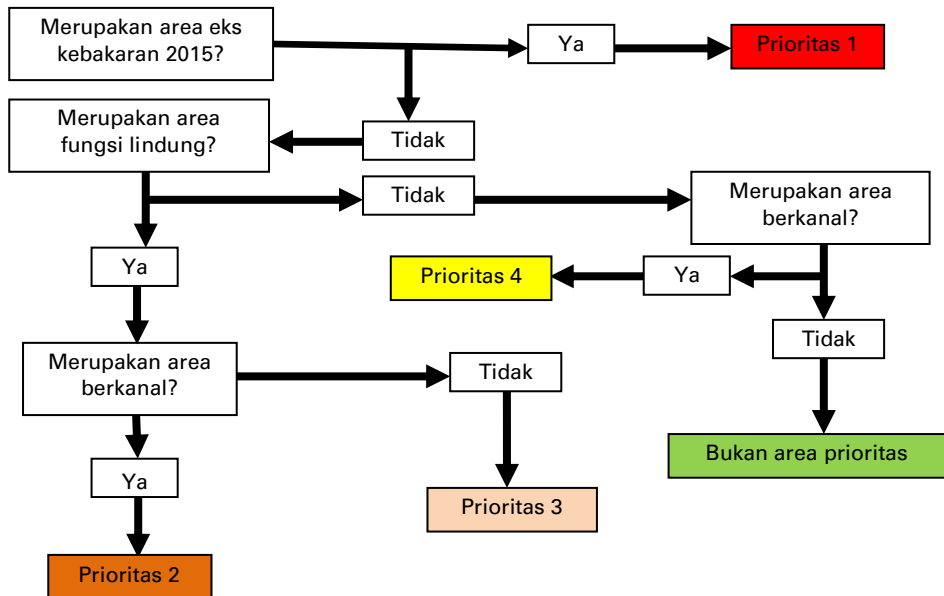 Merupakan area eks
kebakaran 2015?
Ya
Prioritas 1
Merupakan area
fungsi lindung?
Tidak
Tidak
Merupakan area
berkanal?
Ya
Prioritas 4
Ya
Tidak
Merupakan area
berkanal?
Tidak
Bukan area prioritas
Ya
Prioritas 3
Prioritas 2